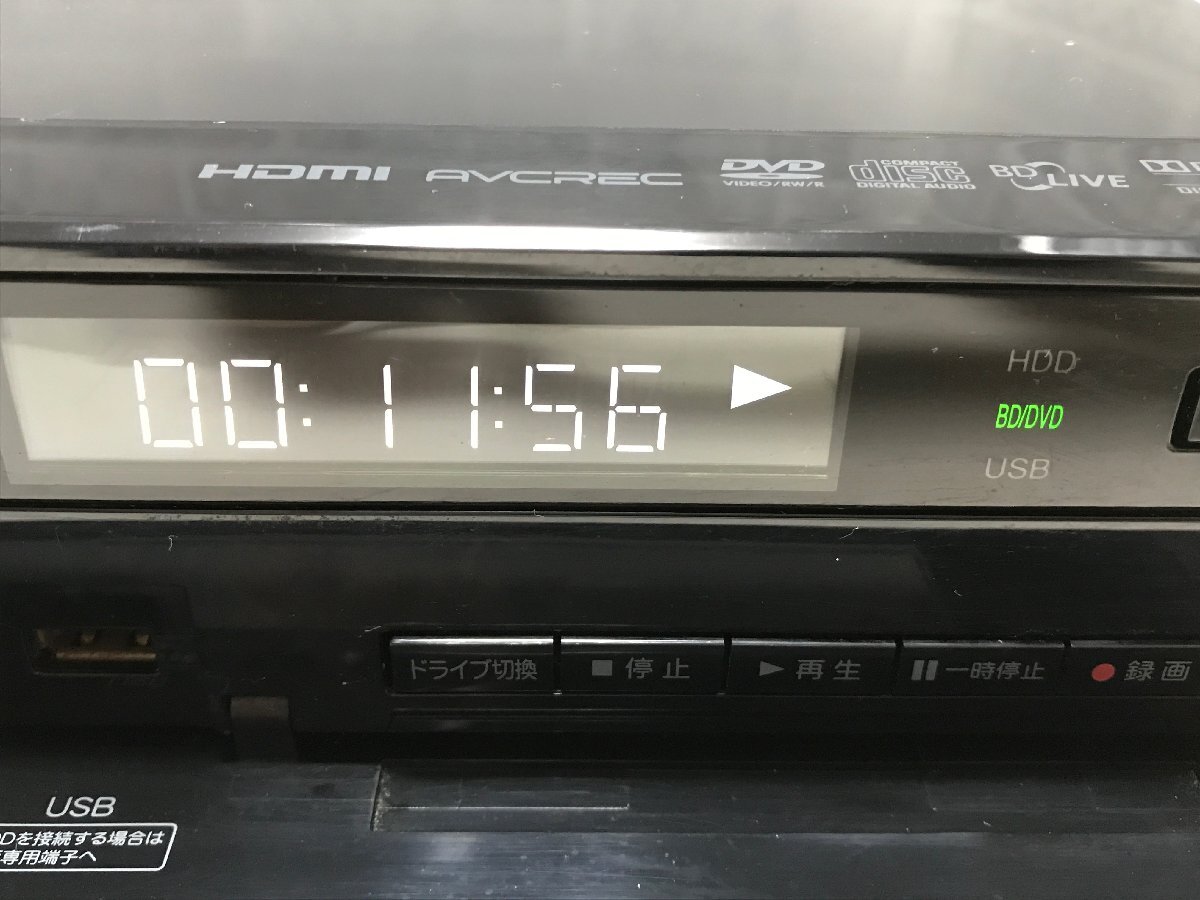 HDMI AVCREC DVD VIDEO/RW/R COMPACT disc DIGITAL AUDIO BD LIVE
00:11:56
HDD
BD/DVD
USB
ドライブ切換 停止 再生 一時停止 録画
USB
Dを接続する場合は
専用端子へ